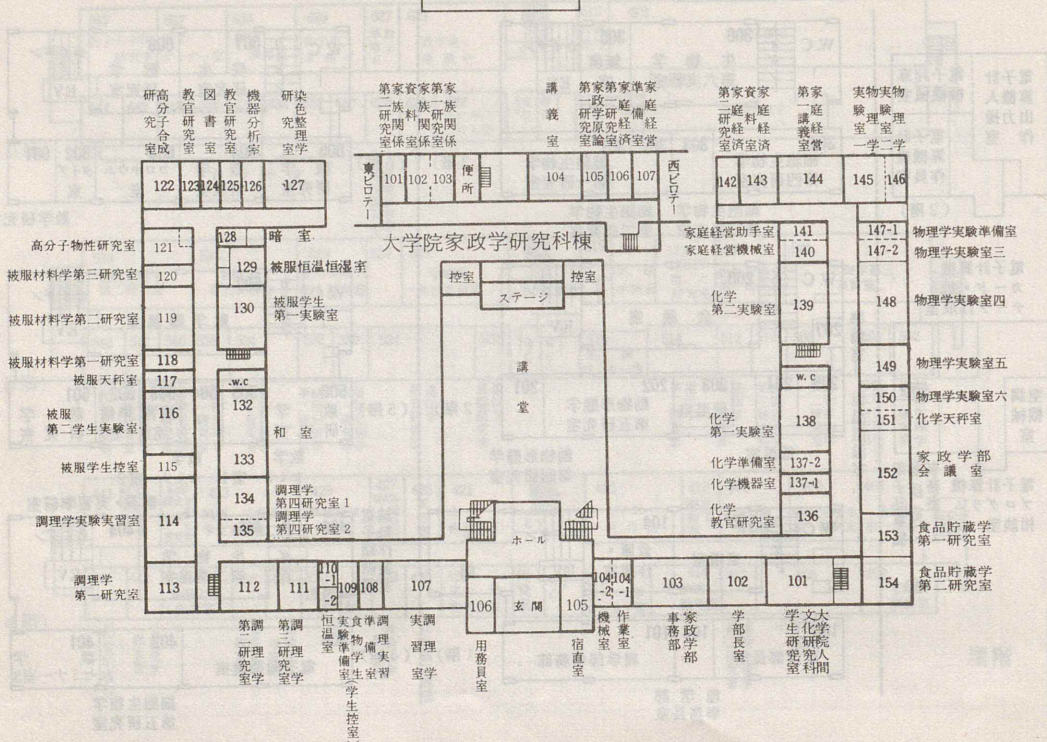 高分子合成
研究室
教官研究室
図書室
教官研究室
機器分析室
染色整理学
研究室
家族関係
第二研究室
家族関係
資料室
家族関係
第一研究室
講義室
家政学原論
第一研究室
家庭経済
第一研究室
準備室
家庭経営
家庭経済
第二研究室
家庭経済
資料室
家庭経営
第一講義室
物理学
実験室一
物理学
実験室二
122
123
124
125
126
127
東ピロテー
101
102
103
便所
104
105
106
107
西ピロテー
142
143
144
145
146
大学院家政学研究科棟
高分子物性研究室
121
128
暗室
129
被服恒温恒湿室
被服材料学第三研究室
120
130
被服学生
第一実験室
被服材料学第二研究室
119
被服材料学第一研究室
118
被服天秤室
117
w.c
被服
第二学生実験室
116
132
和室
被服学生控室
115
133
134
調理学
第四研究室1
調理学実験実習室
114
135
調理学
第四研究室2
控室
控室
ステージ
講堂
ホール
家庭経営助手室
141
147-1
物理学実験準備室
家庭経営機械室
140
147-2
物理学実験室三
化学
第二実験室
139
148
物理学実験室四
149
物理学実験室五
w.c
150
物理学実験室六
151
化学天秤室
化学
第一実験室
138
152
家政学部
会議室
化学準備室
137-2
化学機器室
137-1
化学
教官研究室
136
153
食品貯蔵学
第一研究室
調理学
第一研究室
113
112
111
110
-1
-2
109
108
107
106
玄関
105
104
-2
104
-1
103
102
101
154
食品貯蔵学
第二研究室
調理学
第二研究室
調理学
第三研究室
恒温室
食物学生(学生控室)
実験準備室
調理実習
準備室
調理学
実習室
用務員室
宿直室
機械室
作業室
家政学部
事務部
学部長室
大学院人間
文化研究科
学生研究室